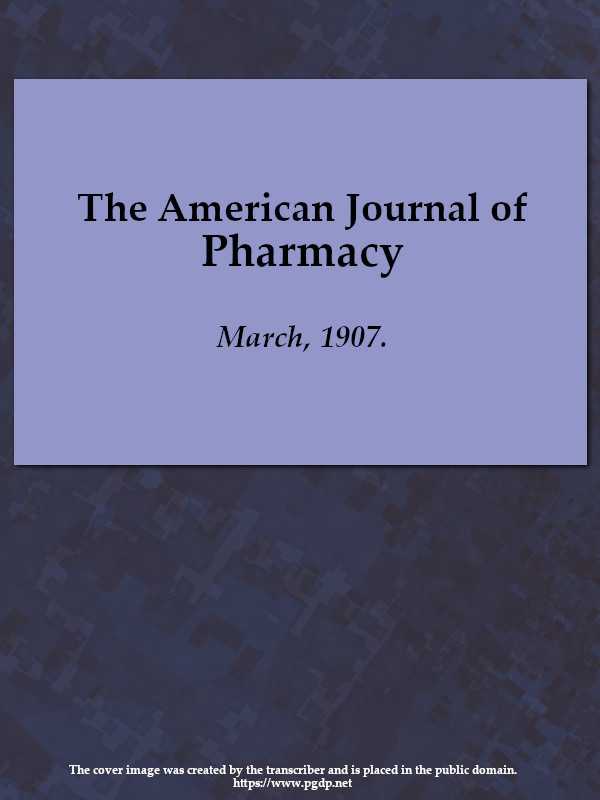 The American Journal of
Pharmacy
March, 1907.
The cover image was created by the transcriber and is placed in the public domain.
https://www.pgdp.net